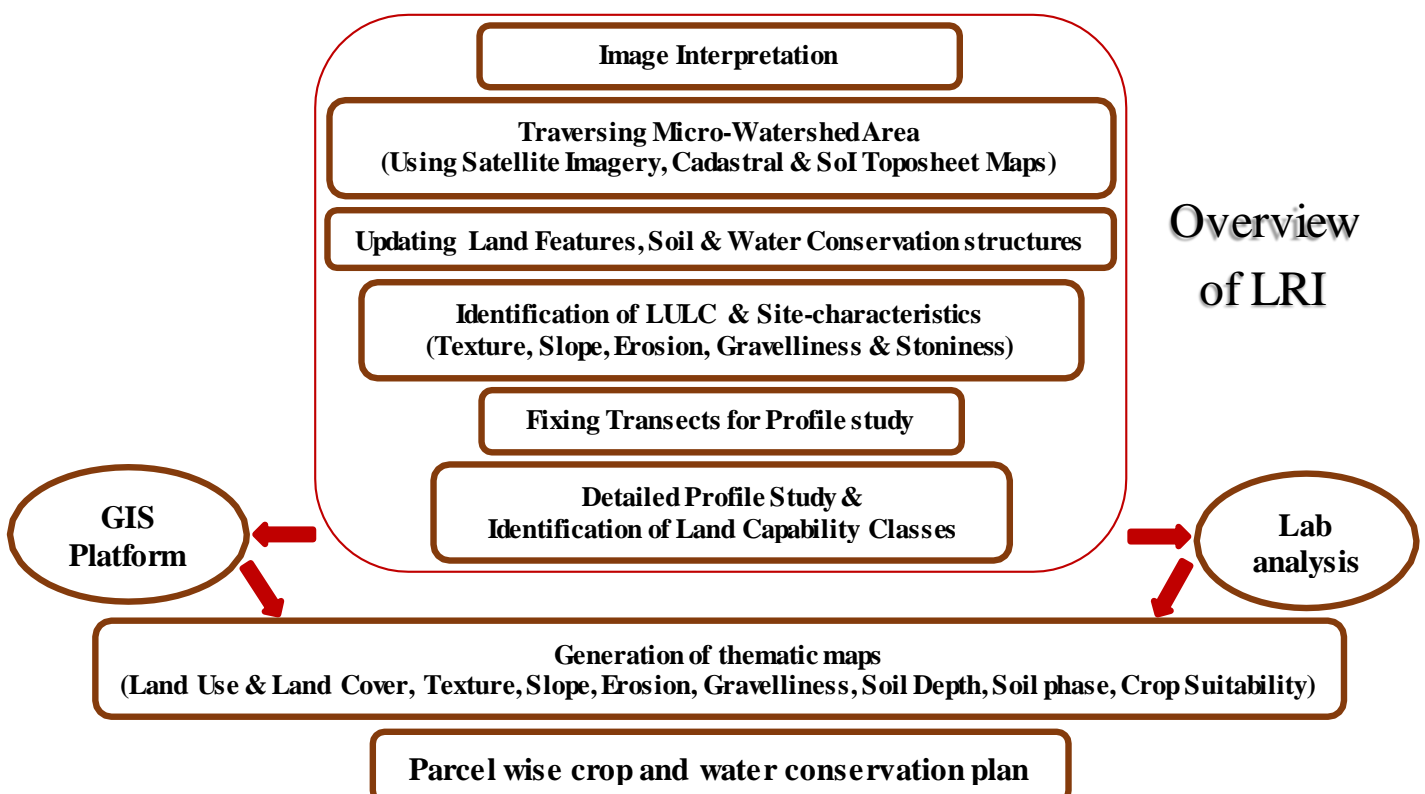 Image Interpretation
Traversing Micro-Watershed Area
(Using Satellite Imagery, Cadastral & SoI Toposheet Maps)
Updating Land Features, Soil & Water Conservation structures
Identification of LULC & Site-characteristics
(Texture, Slope, Erosion, Gravelliness & Stoniness)
Fixing Transects for Profile study
Detailed Profile Study &
Identification of Land Capability Classes
Overview
of LRI
GIS
Platform
Lab
analysis
Generation of thematic maps
(Land Use & Land Cover, Texture, Slope, Erosion, Gravelliness, Soil Depth, Soil phase, Crop Suitability)
Parcel wise crop and water conservation plan